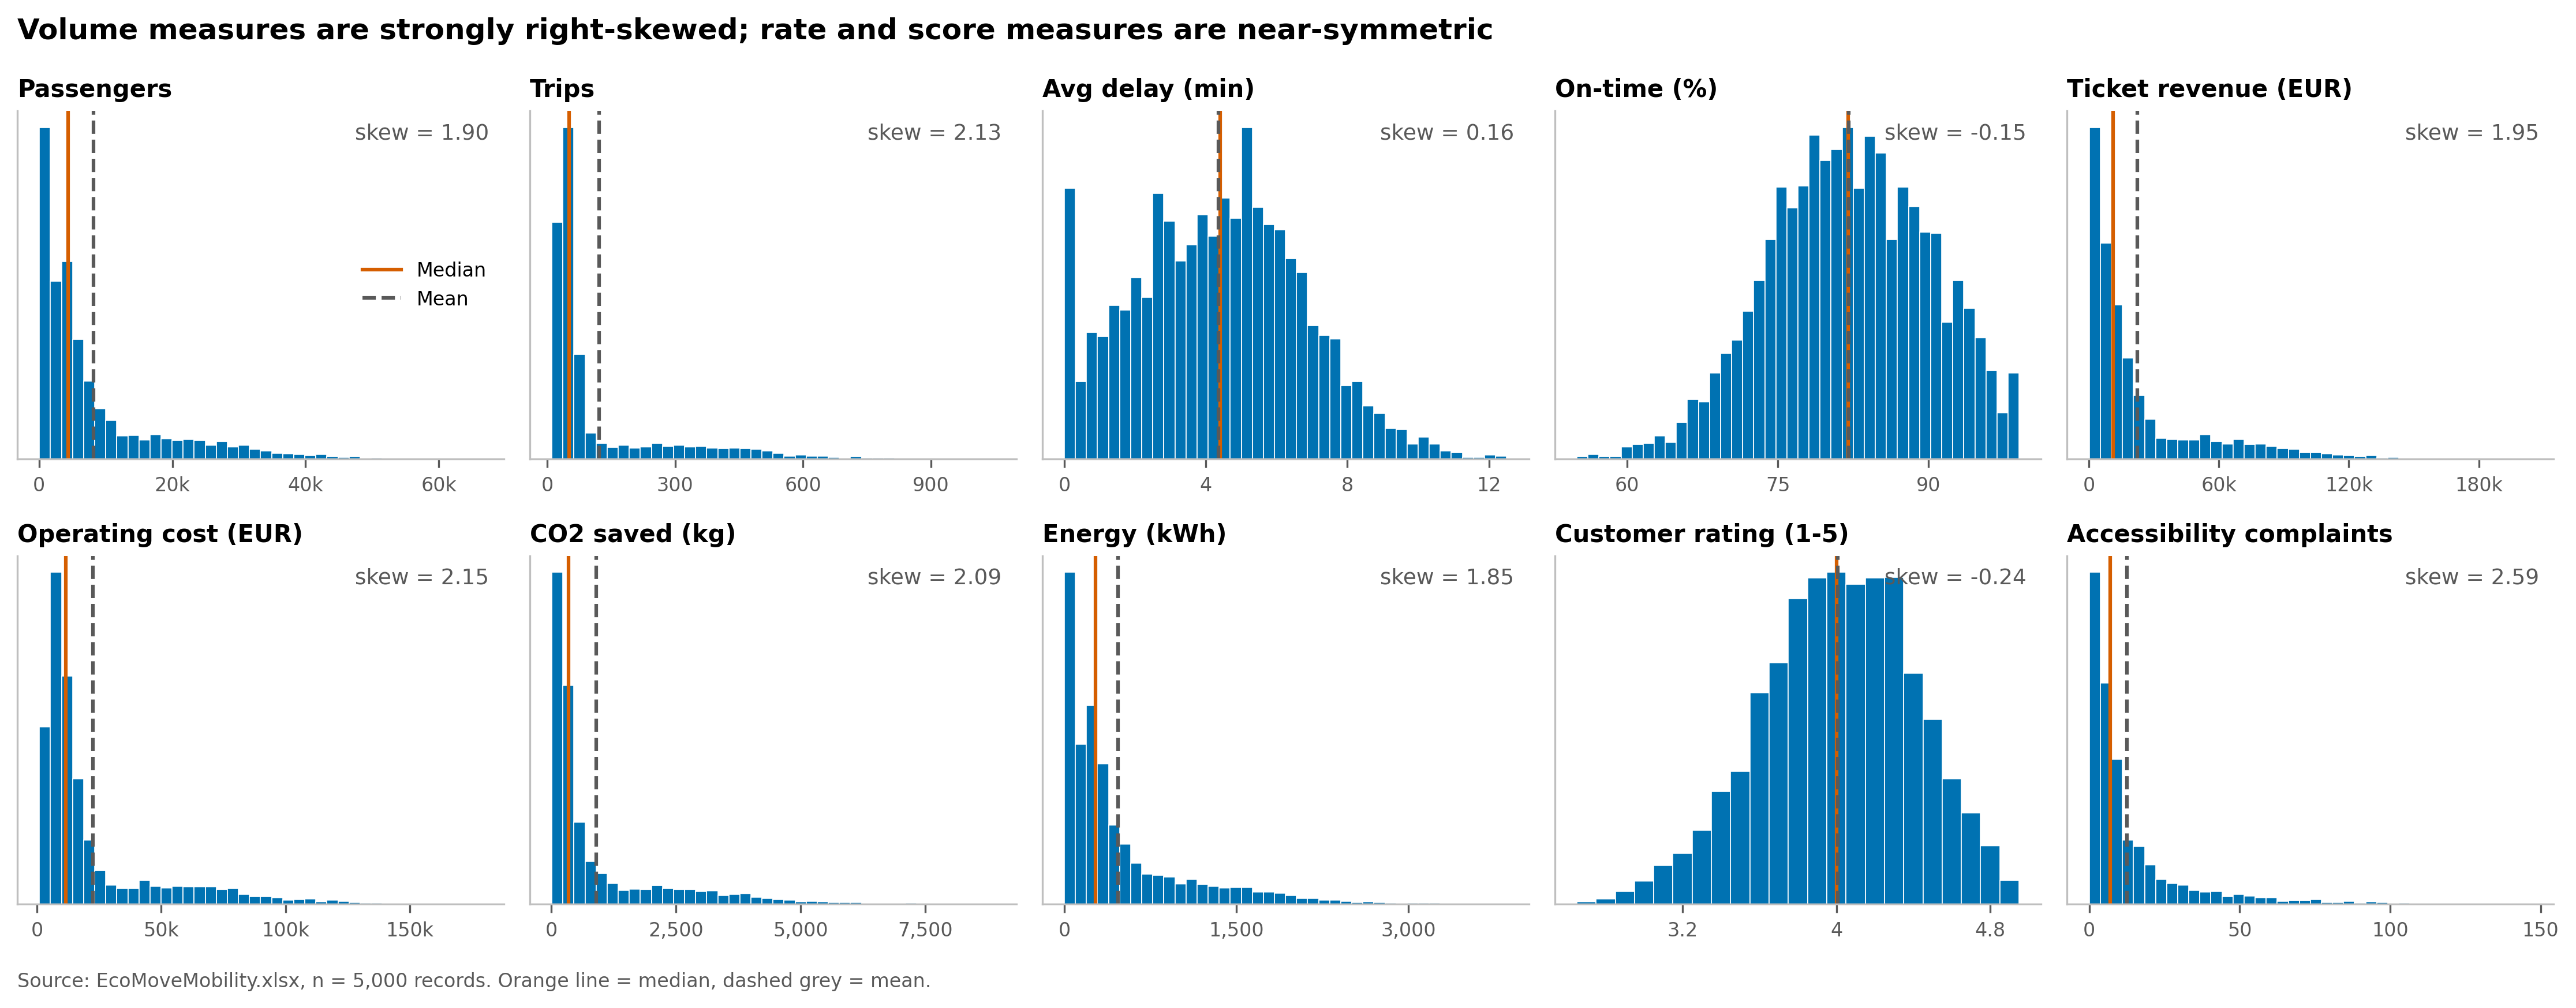 Volume measures are strongly right-skewed; rate and score measures are near-symmetric
Passengers
skew = 1.90
Median
Mean
0 20k 40k 60k
Trips
skew = 2.13
0 300 600 900
Avg delay (min)
skew = 0.16
0 4 8 12
On-time (%)
skew = -0.15
60 75 90
Ticket revenue (EUR)
skew = 1.95
0 60k 120k 180k
Operating cost (EUR)
skew = 2.15
0 50k 100k 150k
CO2 saved (kg)
skew = 2.09
0 2,500 5,000 7,500
Energy (kWh)
skew = 1.85
0 1,500 3,000
Customer rating (1-5)
skew = -0.24
3.2 4 4.8
Accessibility complaints
skew = 2.59
0 50 100 150
Source: EcoMoveMobility.xlsx, n = 5,000 records. Orange line = median, dashed grey = mean.